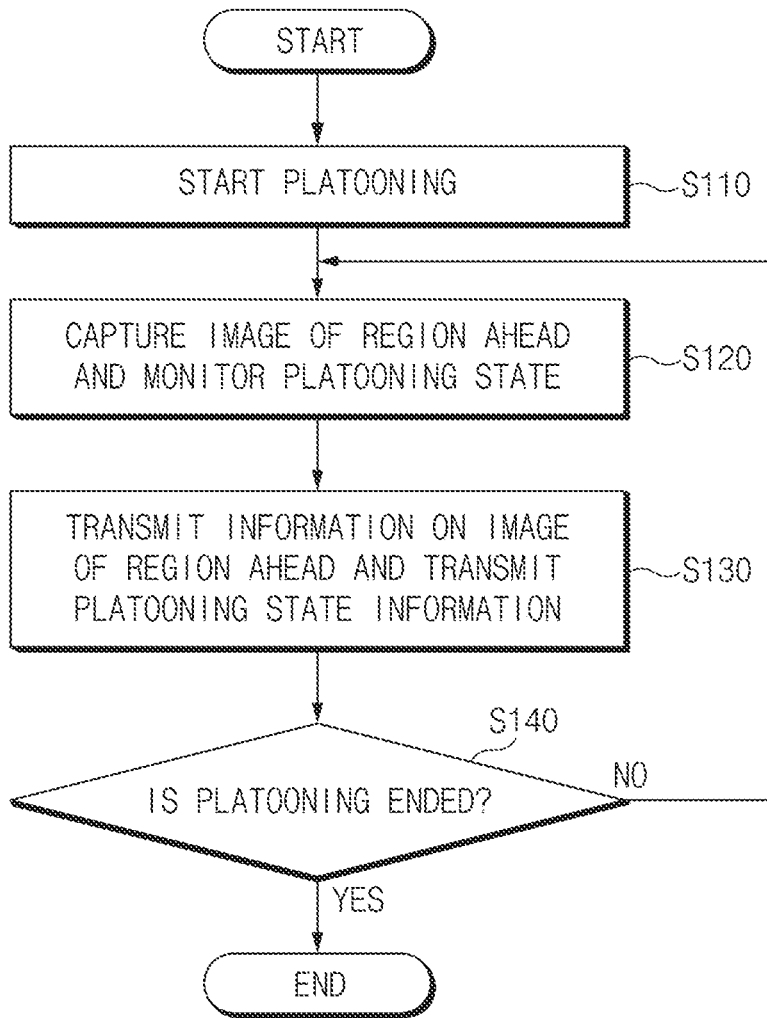 START
START PLATOONING
S110
CAPTURE IMAGE OF REGION AHEAD
AND MONITOR PLATOONING STATE
S120
TRANSMIT INFORMATION ON IMAGE
OF REGION AHEAD AND TRANSMIT
PLATOONING STATE INFORMATION
S130
S140
IS PLATOONING ENDED?
NO
YES
END